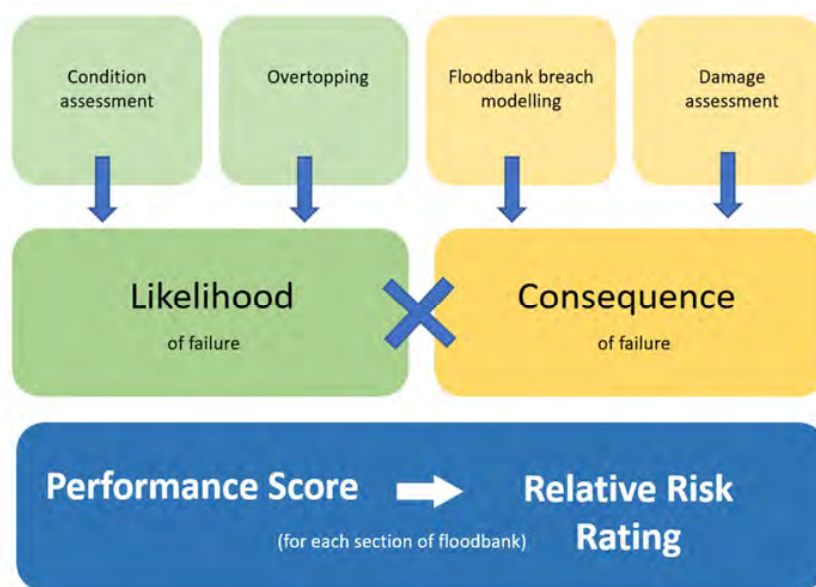 Condition
assessment
Overtopping
Floodbank breach
modelling
Damage
assessment
Likelihood
of failure
Consequence
of failure
Performance Score
Relative Risk
Rating
(for each section of floodbank)